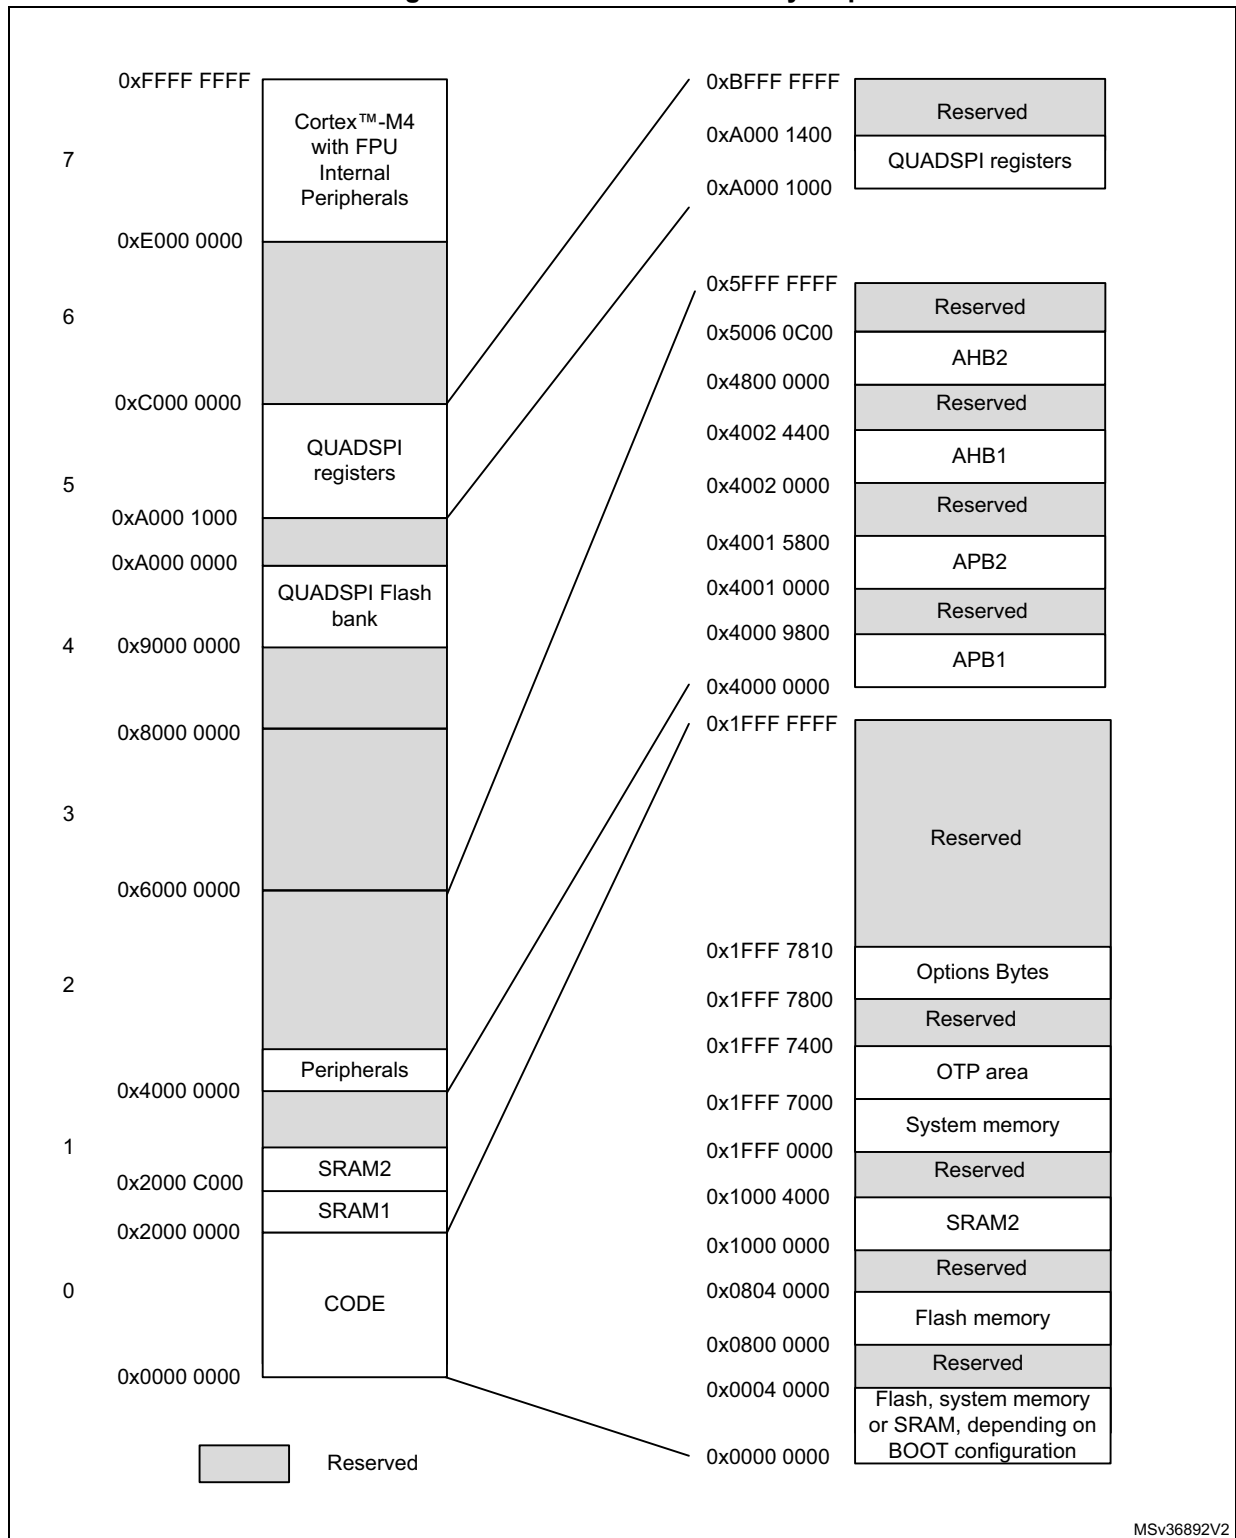 0xFFFF FFFF
Cortex™-M4
with FPU
Internal
Peripherals
7
0xE000 0000
6
0xC000 0000
QUADSPI
registers
5
0xA000 1000
0xA000 0000
QUADSPI Flash
bank
4
0x9000 0000
0x8000 0000
3
0x6000 0000
2
Peripherals
0x4000 0000
1
SRAM2
0x2000 C000
SRAM1
0x2000 0000
0
CODE
0x0000 0000
Reserved
0xBFFF FFFF
Reserved
0xA000 1400
QUADSPI registers
0xA000 1000
0x5FFF FFFF
Reserved
0x5006 0C00
AHB2
0x4800 0000
Reserved
0x4002 4400
AHB1
0x4002 0000
Reserved
0x4001 5800
APB2
0x4001 0000
Reserved
0x4000 9800
APB1
0x4000 0000
0x1FFF FFFF
Reserved
0x1FFF 7810
Options Bytes
0x1FFF 7800
Reserved
0x1FFF 7400
OTP area
0x1FFF 7000
System memory
0x1FFF 0000
Reserved
0x1000 4000
SRAM2
0x1000 0000
Reserved
0x0804 0000
Flash memory
0x0800 0000
Reserved
0x0004 0000
Flash, system memory
or SRAM, depending on
BOOT configuration
0x0000 0000
MSv36892V2